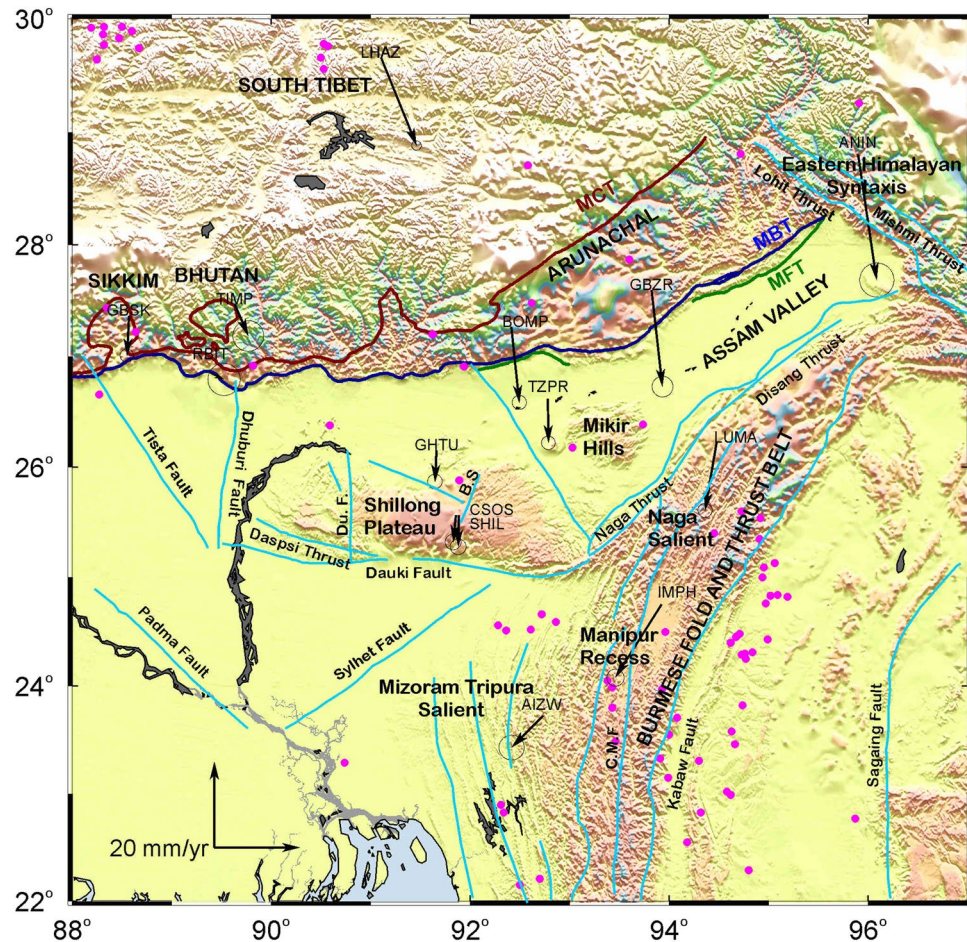 30°
LHAZ
SOUTH TIBET
ANIN
Eastern Himalayan
Syntaxis
Lohit Thrust
Mishmi Thrust
MCT
28°
ARUNACHAL
MBT
MFT
SIKKIM
BHUTAN
GBSK
TIMP
GBZR
BOMP
ASSAM VALLEY
RBIT
TZPR
Disang Thrust
Mikir
Hills
LUMA
Tista Fault
Dhuburi Fault
26°
GHTU
B.S
Du. F.
Shillong
Plateau
CSOS
SHIL
Naga Thrust
Naga
Salient
Daspsi Thrust
Dauki Fault
BURMESE FOLD AND THRUST BELT
IMPH
Padma Fault
Sylhet Fault
Manipur
Recess
24°
Mizoram Tripura
Salient
AIZW
C.M.F
Kabaw Fault
Sagaing Fault
20 mm/yr
22°
88°
90°
92°
94°
96°